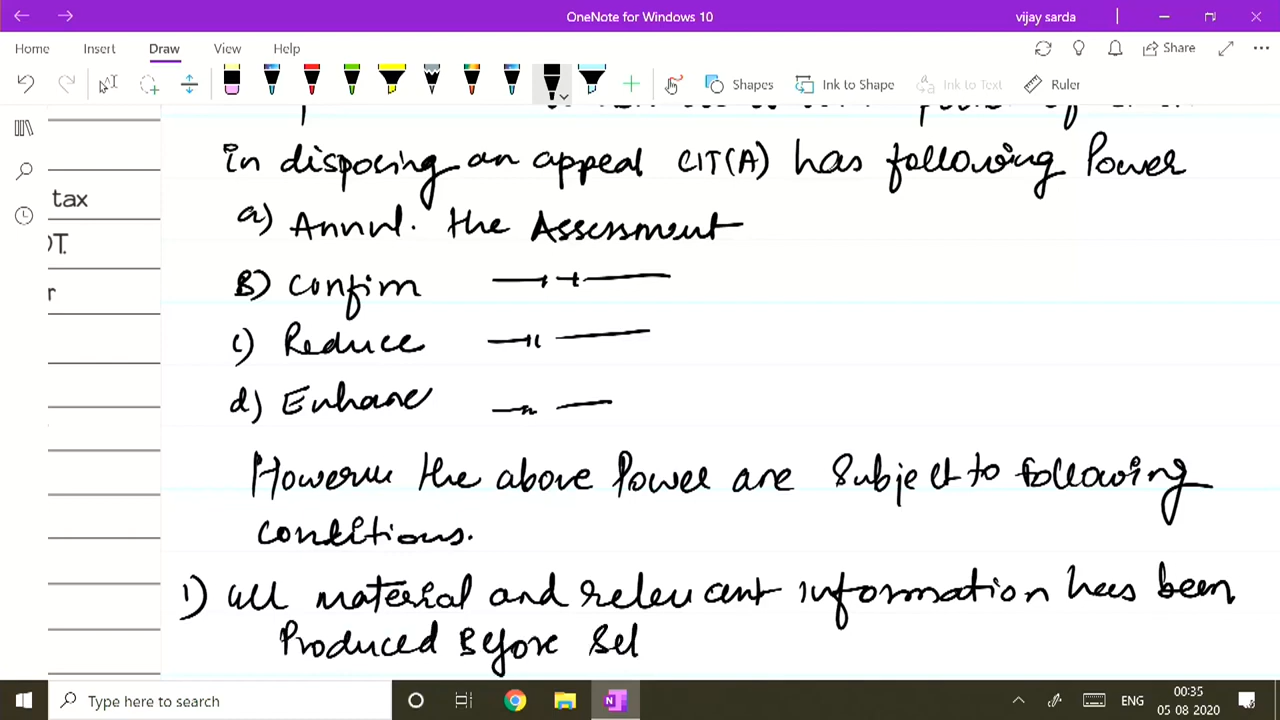 OneNote for Windows 10
vijay sarda
Home Insert Draw View Help
Share
Shapes
Ink to Shape
Ink to Text
Ruler
tax
DT.
r
in disposing an appeal CIT(A) has following Power
a) Annul. the Assessment
B) Confirm —"—
c) Reduce —"—
d) Enhance —"—
However the above Power are Subject to following
conditions.
1) all material and relevant information has been
Produced Before Sel
Type here to search
ENG
00:35
05-08-2020